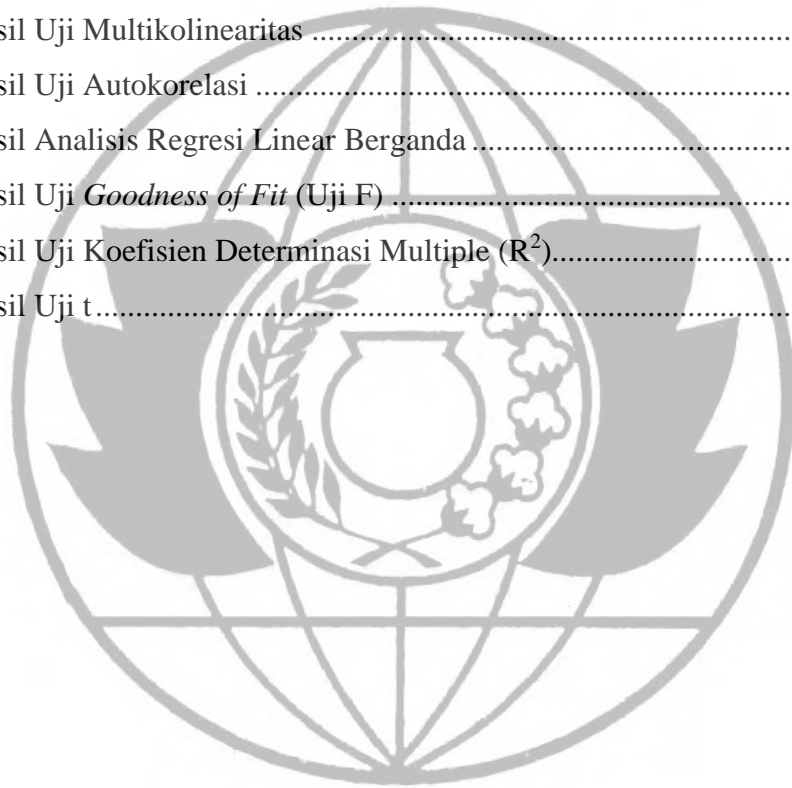 sil Uji Multikolinearitas ................................................................
sil Uji Autokorelasi ........................................................................
sil Analisis Regresi Linear Berganda .............................................
sil Uji Goodness of Fit (Uji F) .........................................................
sil Uji Koefisien Determinasi Multiple (R²)..................................
sil Uji t..............................................................................................